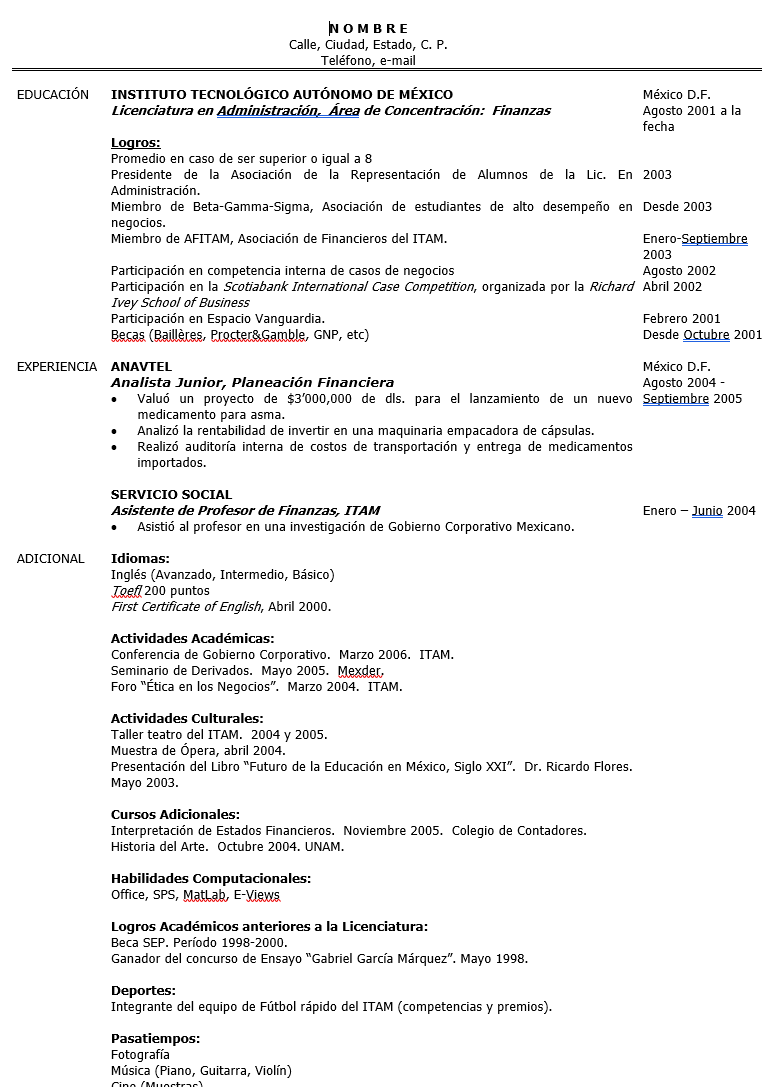 NOMBRE
Calle, Ciudad, Estado, C. P.
Teléfono, e-mail
EDUCACIÓN INSTITUTO TECNOLÓGICO AUTÓNOMO DE MÉXICO México D.F.
Licenciatura en Administración, Área de Concentración: Finanzas Agosto 2001 a la
fecha
Logros:
Promedio en caso de ser superior o igual a 8
Presidente de la Asociación de la Representación de Alumnos de la Lic. En 2003
Administración.
Miembro de Beta-Gamma-Sigma, Asociación de estudiantes de alto desempeño en Desde 2003
negocios.
Miembro de AFITAM, Asociación de Financieros del ITAM. Enero-Septiembre
2003
Participación en competencia interna de casos de negocios Agosto 2002
Participación en la Scotiabank International Case Competition, organizada por la Richard Abril 2002
Ivey School of Business
Participación en Espacio Vanguardia. Febrero 2001
Becas (Baillères, Procter&Gamble, GNP, etc) Desde Octubre 2001
EXPERIENCIA ANAVTEL México D.F.
Analista Junior, Planeación Financiera Agosto 2004 -
• Valuó un proyecto de $3’000,000 de dls. para el lanzamiento de un nuevo Septiembre 2005
medicamento para asma.
• Analizó la rentabilidad de invertir en una maquinaria empacadora de cápsulas.
• Realizó auditoría interna de costos de transportación y entrega de medicamentos
importados.
SERVICIO SOCIAL
Asistente de Profesor de Finanzas, ITAM Enero – Junio 2004
• Asistió al profesor en una investigación de Gobierno Corporativo Mexicano.
ADICIONAL Idiomas:
Inglés (Avanzado, Intermedio, Básico)
Toefl 200 puntos
First Certificate of English, Abril 2000.
Actividades Académicas:
Conferencia de Gobierno Corporativo. Marzo 2006. ITAM.
Seminario de Derivados. Mayo 2005. Mexder.
Foro “Ética en los Negocios”. Marzo 2004. ITAM.
Actividades Culturales:
Taller teatro del ITAM. 2004 y 2005.
Muestra de Ópera, abril 2004.
Presentación del Libro “Futuro de la Educación en México, Siglo XXI”. Dr. Ricardo Flores.
Mayo 2003.
Cursos Adicionales:
Interpretación de Estados Financieros. Noviembre 2005. Colegio de Contadores.
Historia del Arte. Octubre 2004. UNAM.
Habilidades Computacionales:
Office, SPS, MatLab, E-Views
Logros Académicos anteriores a la Licenciatura:
Beca SEP. Período 1998-2000.
Ganador del concurso de Ensayo “Gabriel García Márquez”. Mayo 1998.
Deportes:
Integrante del equipo de Fútbol rápido del ITAM (competencias y premios).
Pasatiempos:
Fotografía
Música (Piano, Guitarra, Violín)
Cine (Muestras)